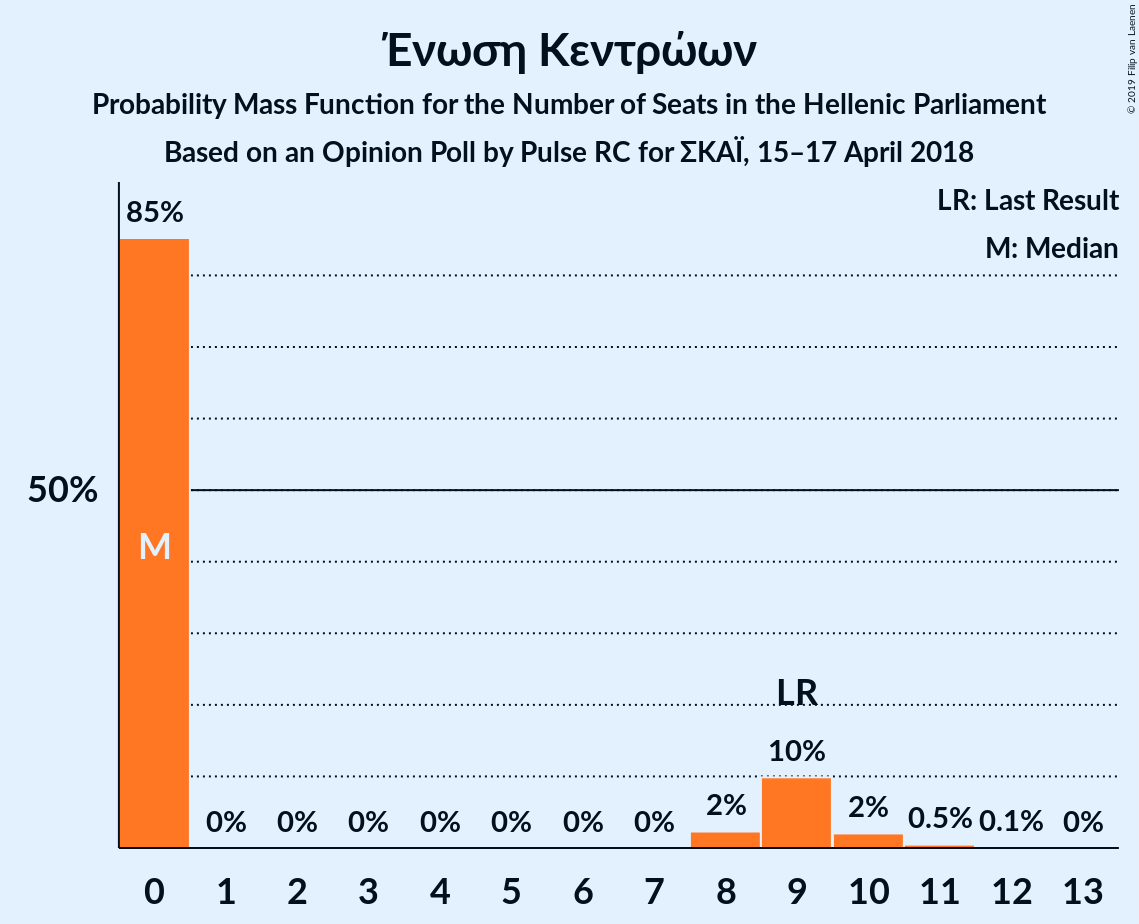 Ένωση Κεντρώων
Probability Mass Function for the Number of Seats in the Hellenic Parliament
Based on an Opinion Poll by Pulse RC for ΣΚΑΪ, 15–17 April 2018
© 2019 Filip van Laenen
LR: Last Result
M: Median
85%
50%
M
LR
10%
0% 0% 0% 0% 0% 0% 0% 2% 2% 0.5% 0.1% 0%
0 1 2 3 4 5 6 7 8 9 10 11 12 13